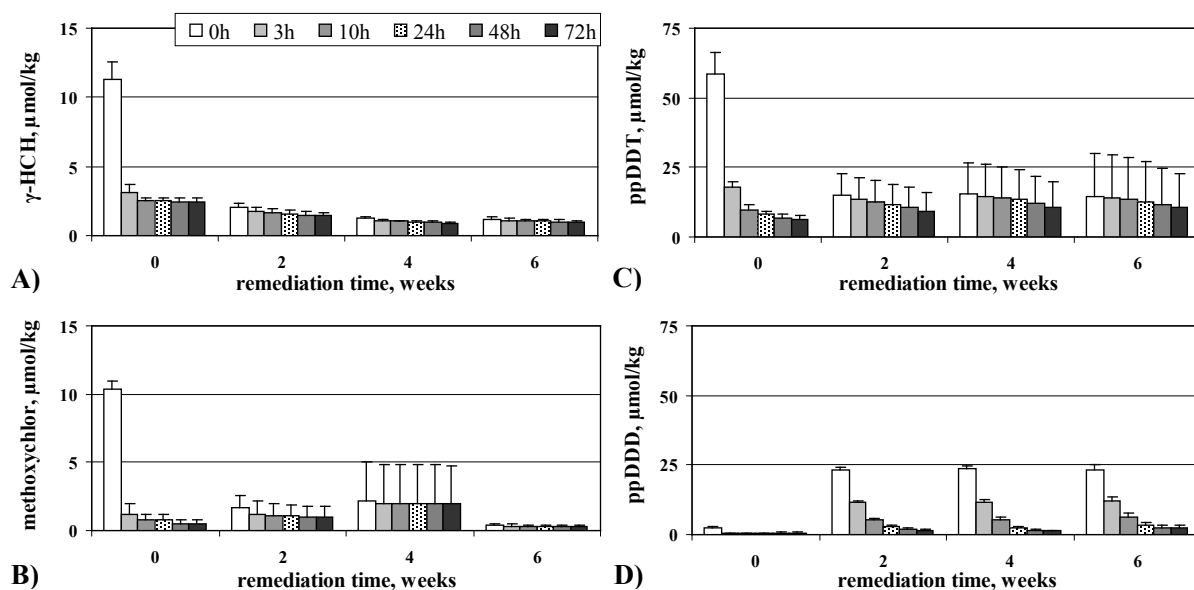 0h 3h 10h 24h 48h 72h
15
10
5
0
γ-HCH, µmol/kg
0 2 4 6
remediation time, weeks
A)
75
50
25
0
ppDDT, µmol/kg
0 2 4 6
remediation time, weeks
C)
15
10
5
0
methoxychlor, µmol/kg
0 2 4 6
remediation time, weeks
B)
75
50
25
0
ppDDD, µmol/kg
0 2 4 6
remediation time, weeks
D)